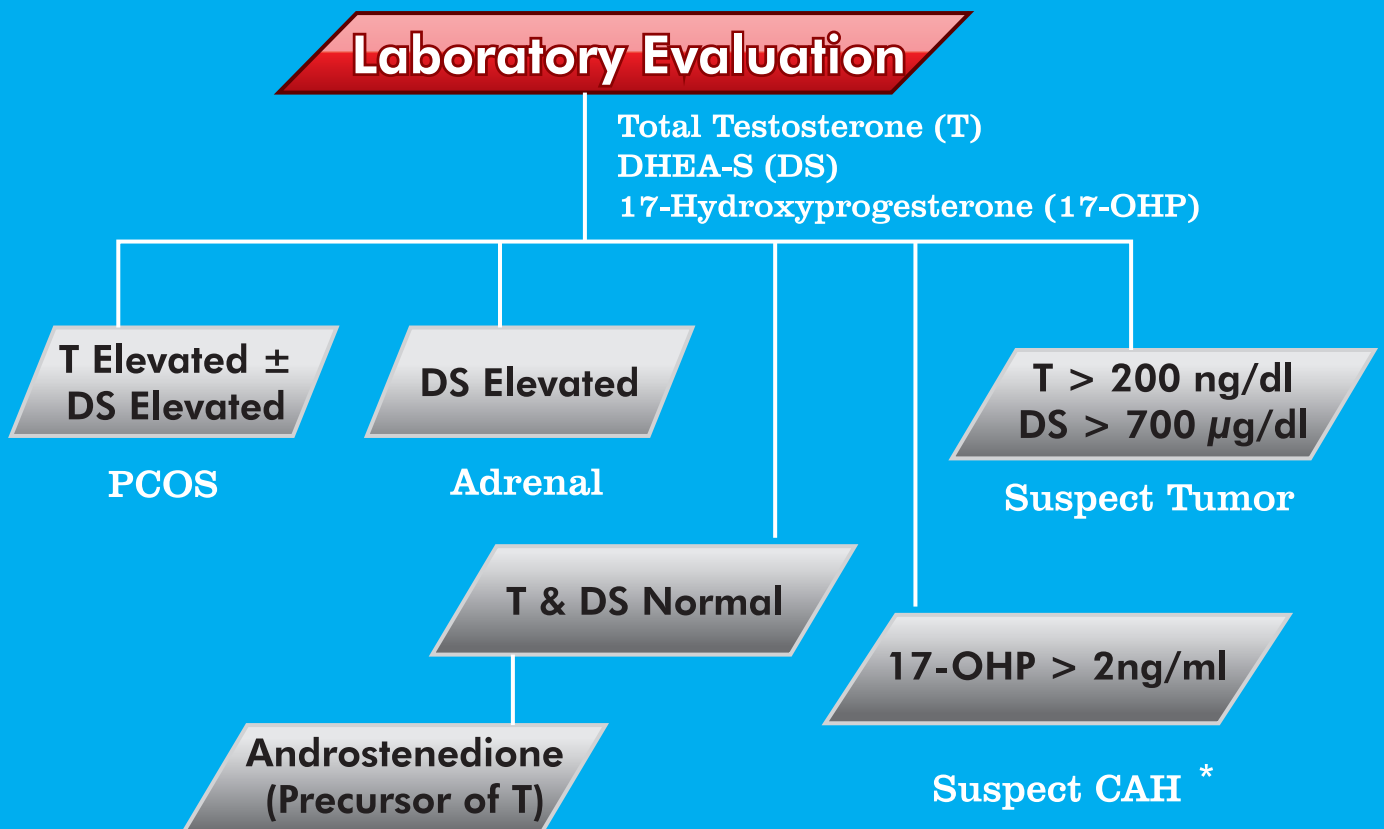 Laboratory Evaluation
Total Testosterone (T)
DHEA-S (DS)
17-Hydroxyprogesterone (17-OHP)
T Elevated ±
DS Elevated
PCOS
DS Elevated
Adrenal
T > 200 ng/dl
DS > 700 µg/dl
Suspect Tumor
T & DS Normal
17-OHP > 2ng/ml
Suspect CAH *
Androstenedione
(Precursor of T)